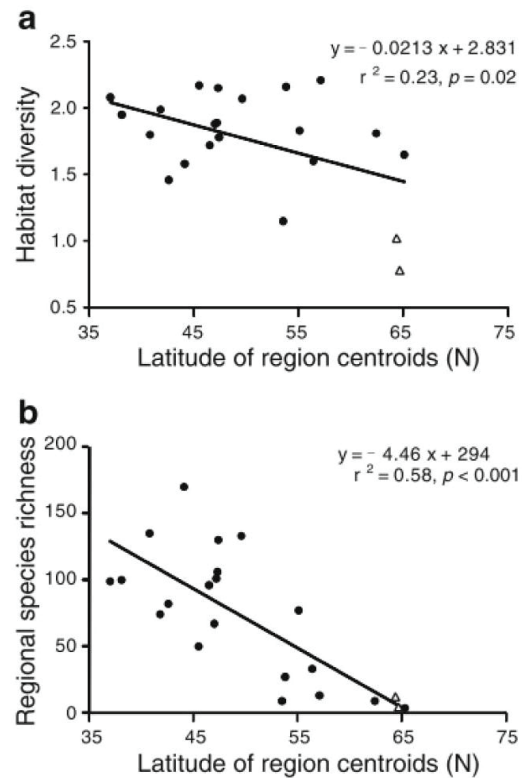 a
y = − 0.0213 x + 2.831
r 2 = 0.23, p = 0.02
2.5
2.0
1.5
1.0
0.5
Habitat diversity
35 45 55 65 75
Latitude of region centroids (N)
b
y = − 4.46 x + 294
r 2 = 0.58, p < 0.001
200
150
100
50
0
Regional species richness
35 45 55 65 75
Latitude of region centroids (N)